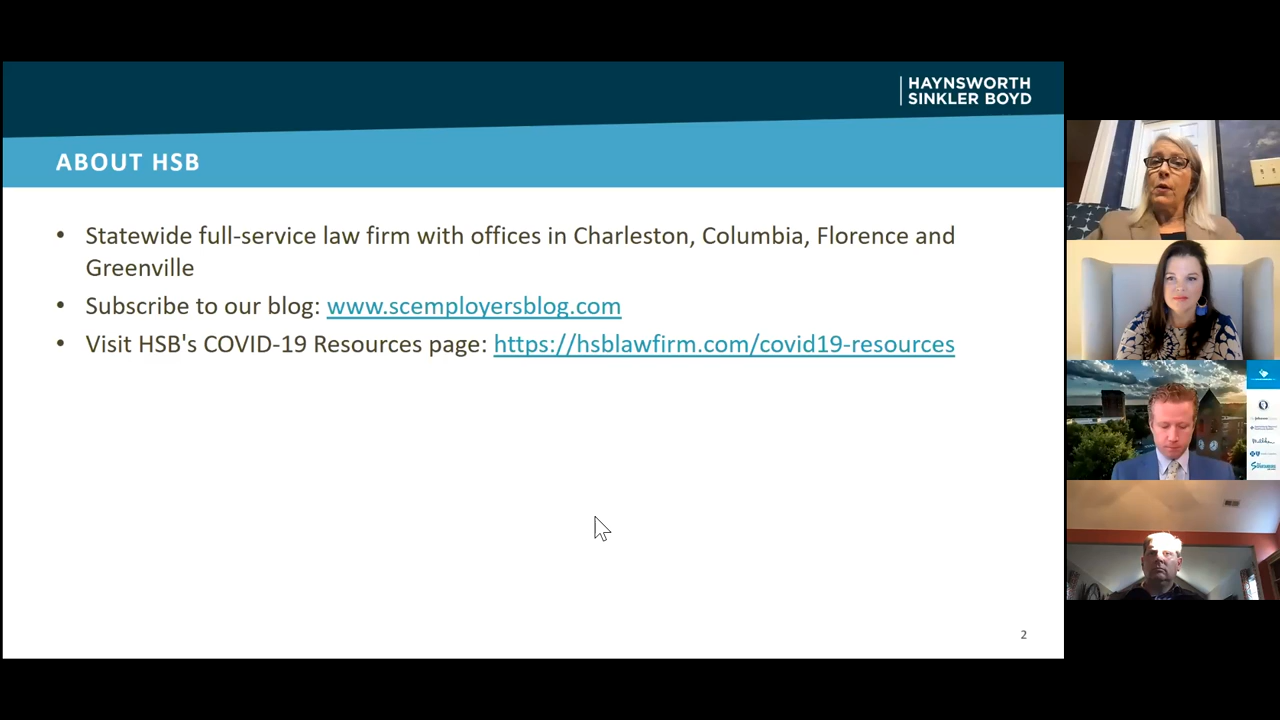 HAYNSWORTH
SINKLER BOYD
ABOUT HSB
• Statewide full-service law firm with offices in Charleston, Columbia, Florence and
Greenville
• Subscribe to our blog: www.scemployersblog.com
• Visit HSB's COVID-19 Resources page: https://hsblawfirm.com/covid19-resources
2